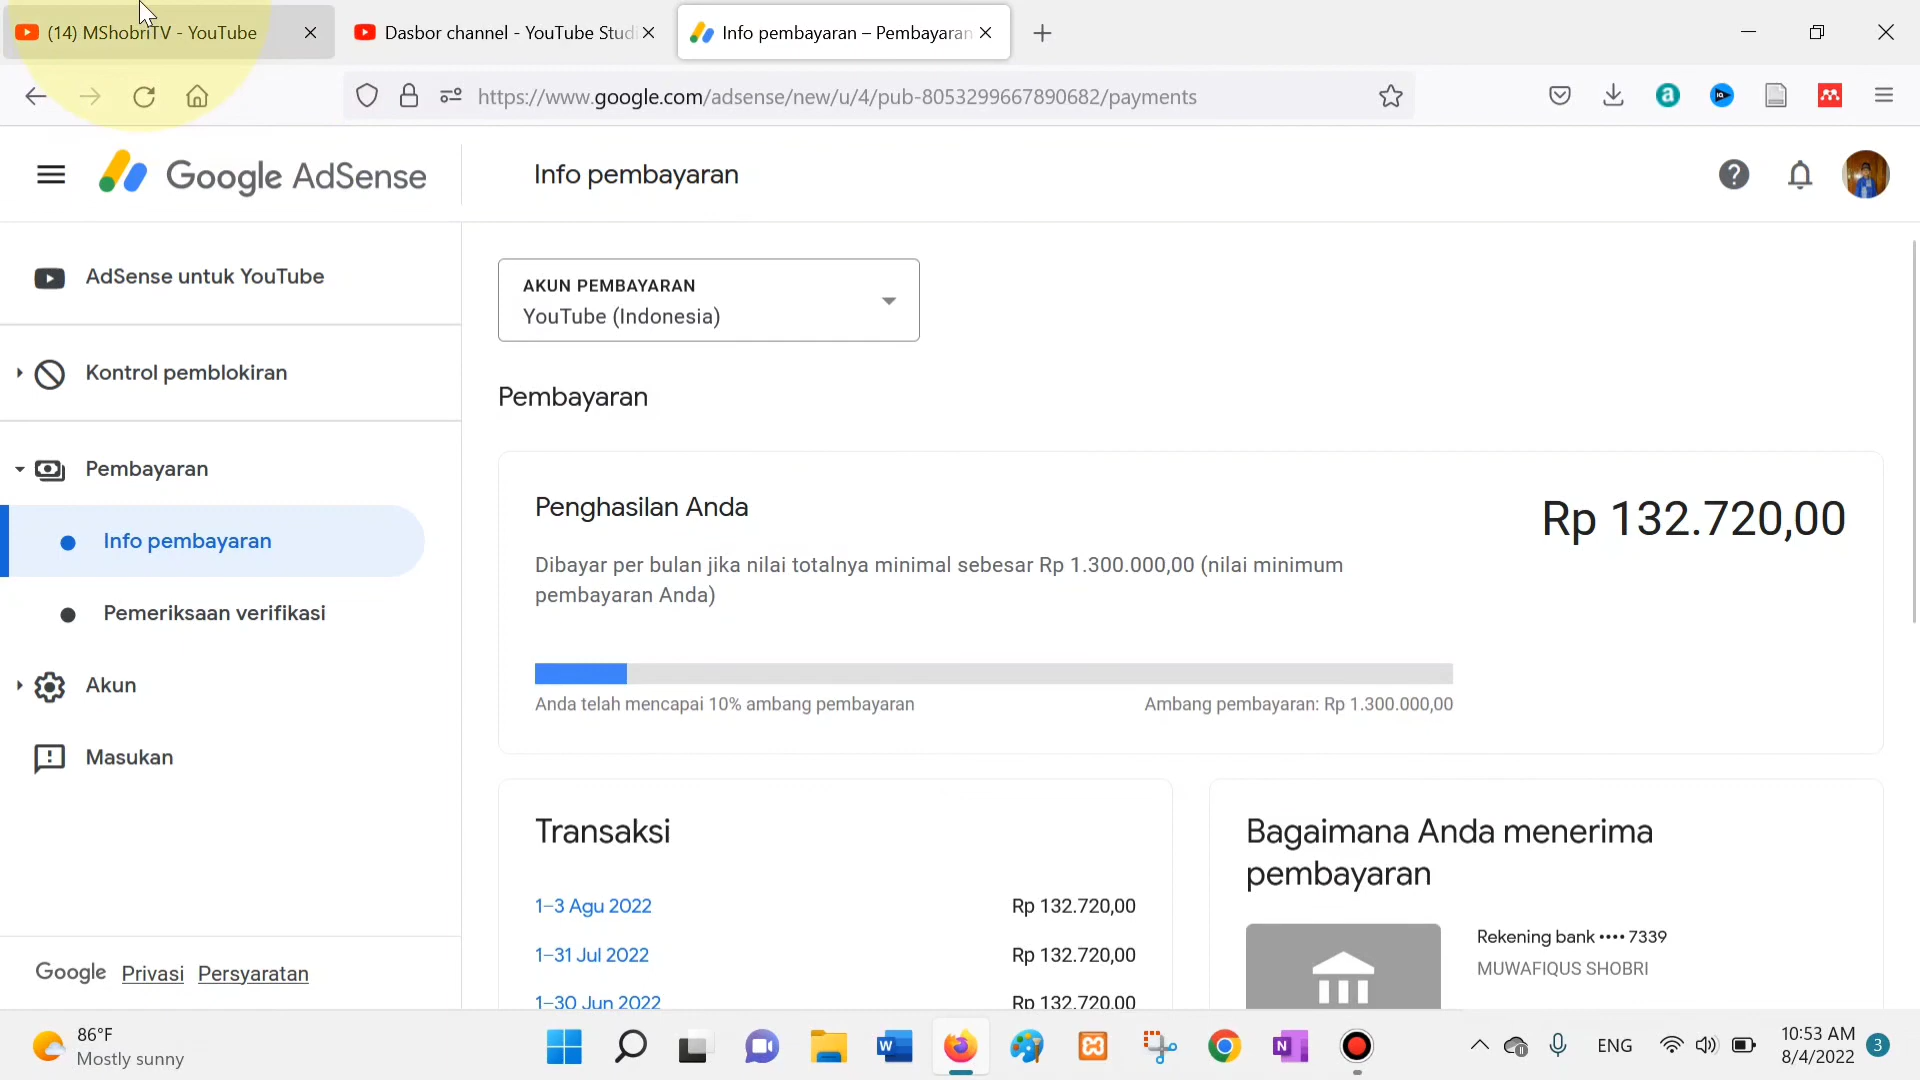 (14) MShobriTV - YouTube
Dasbor channel - YouTube Studi
Info pembayaran – Pembayaran
https://www.google.com/adsense/new/u/4/pub-8053299667890682/payments
Google AdSense
Info pembayaran
AdSense untuk YouTube
Kontrol pemblokiran
Pembayaran
Info pembayaran
Pemeriksaan verifikasi
Akun
Masukan
Google Privasi Persyaratan
AKUN PEMBAYARAN
YouTube (Indonesia)
Pembayaran
Penghasilan Anda
Rp 132.720,00
Dibayar per bulan jika nilai totalnya minimal sebesar Rp 1.300.000,00 (nilai minimum
pembayaran Anda)
Anda telah mencapai 10% ambang pembayaran
Ambang pembayaran: Rp 1.300.000,00
Transaksi
1–3 Agu 2022 Rp 132.720,00
1–31 Jul 2022 Rp 132.720,00
1–30 Jun 2022 Rp 132.720,00
Bagaimana Anda menerima
pembayaran
Rekening bank •••• 7339
MUWAFIQUS SHOBRI
86°F
Mostly sunny
ENG
10:53 AM
8/4/2022
3